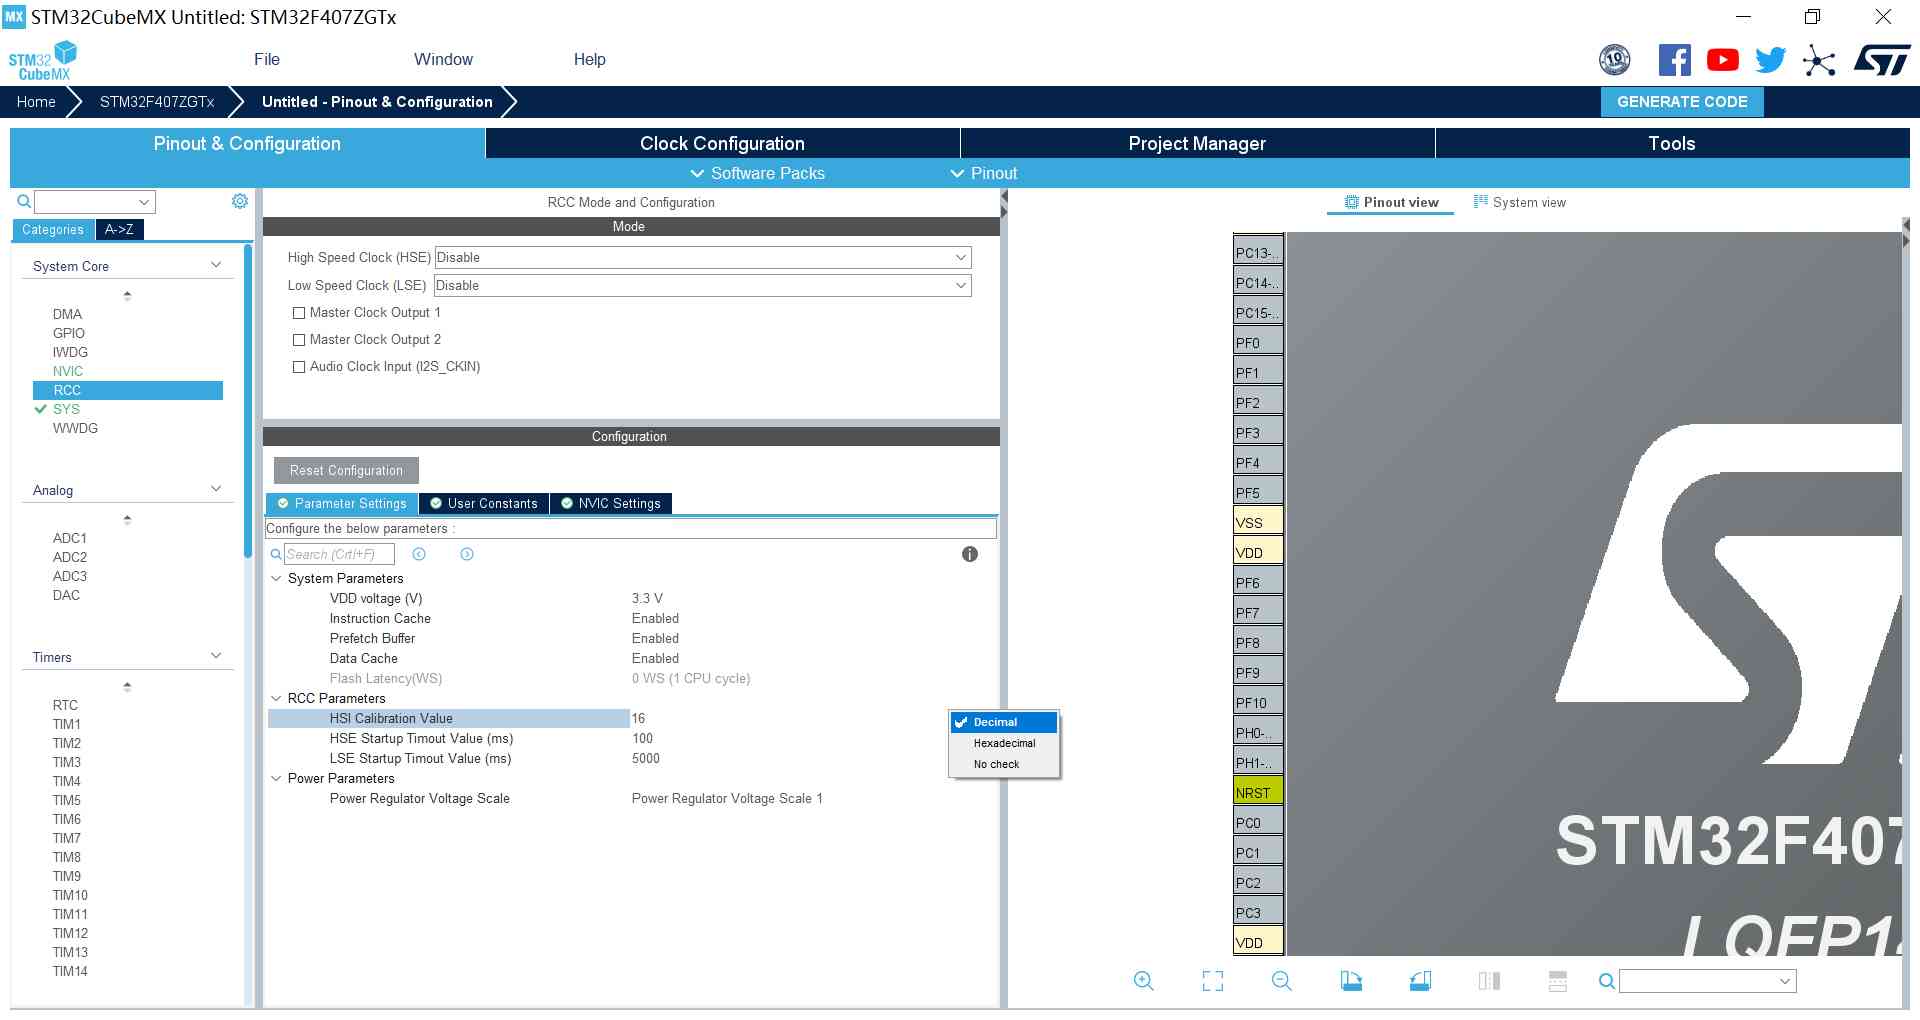 MX STM32CubeMX Untitled: STM32F407ZGTx
STM32
CubeMX
File Window Help
10
Home STM32F407ZGTx Untitled - Pinout & Configuration GENERATE CODE
Pinout & Configuration Clock Configuration Project Manager Tools
Software Packs Pinout
Categories A->Z
System Core
DMA
GPIO
IWDG
NVIC
RCC
SYS
WWDG
Analog
ADC1
ADC2
ADC3
DAC
Timers
RTC
TIM1
TIM2
TIM3
TIM4
TIM5
TIM6
TIM7
TIM8
TIM9
TIM10
TIM11
TIM12
TIM13
TIM14
RCC Mode and Configuration
Mode
High Speed Clock (HSE) Disable
Low Speed Clock (LSE) Disable
Master Clock Output 1
Master Clock Output 2
Audio Clock Input (I2S_CKIN)
Configuration
Reset Configuration
Parameter Settings User Constants NVIC Settings
Configure the below parameters :
Search (Crtl+F)
System Parameters
VDD voltage (V) 3.3 V
Instruction Cache Enabled
Prefetch Buffer Enabled
Data Cache Enabled
Flash Latency(WS) 0 WS (1 CPU cycle)
RCC Parameters
HSI Calibration Value 16
HSE Startup Timout Value (ms) 100
LSE Startup Timout Value (ms) 5000
Power Parameters
Power Regulator Voltage Scale Power Regulator Voltage Scale 1
Decimal
Hexadecimal
No check
Pinout view System view
PC13-..
PC14-..
PC15-..
PF0
PF1
PF2
PF3
PF4
PF5
VSS
VDD
PF6
PF7
PF8
PF9
PF10
PH0-..
PH1-..
NRST
PC0
PC1
PC2
PC3
VDD
STM32F407
LQFP14